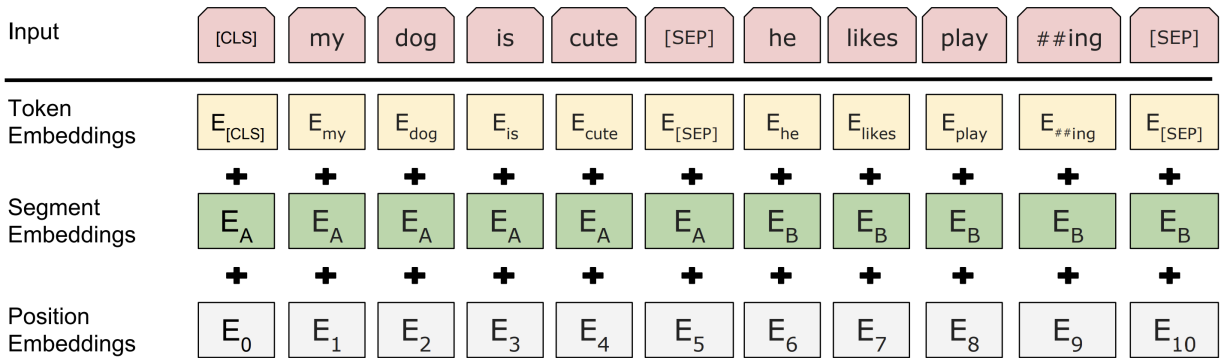 Input [CLS] my dog is cute [SEP] he likes play ##ing [SEP]
Token
Embeddings
E[CLS] Emy Edog Eis Ecute E[SEP] Ehe Elikes Eplay E##ing E[SEP]
+ + + + + + + + + + +
Segment
Embeddings
EA EA EA EA EA EA EB EB EB EB EB
+ + + + + + + + + + +
Position
Embeddings
E0 E1 E2 E3 E4 E5 E6 E7 E8 E9 E10